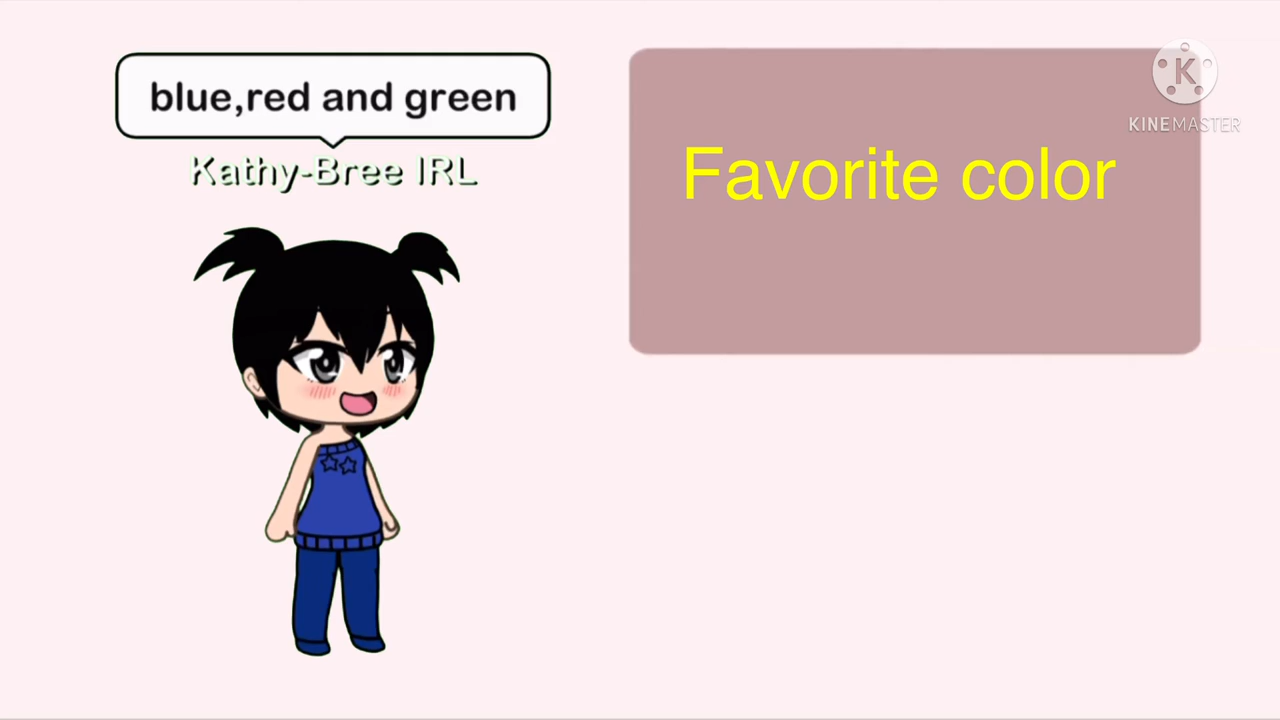 blue,red and green
Kathy-Bree IRL
Favorite color
K
KINEMASTER